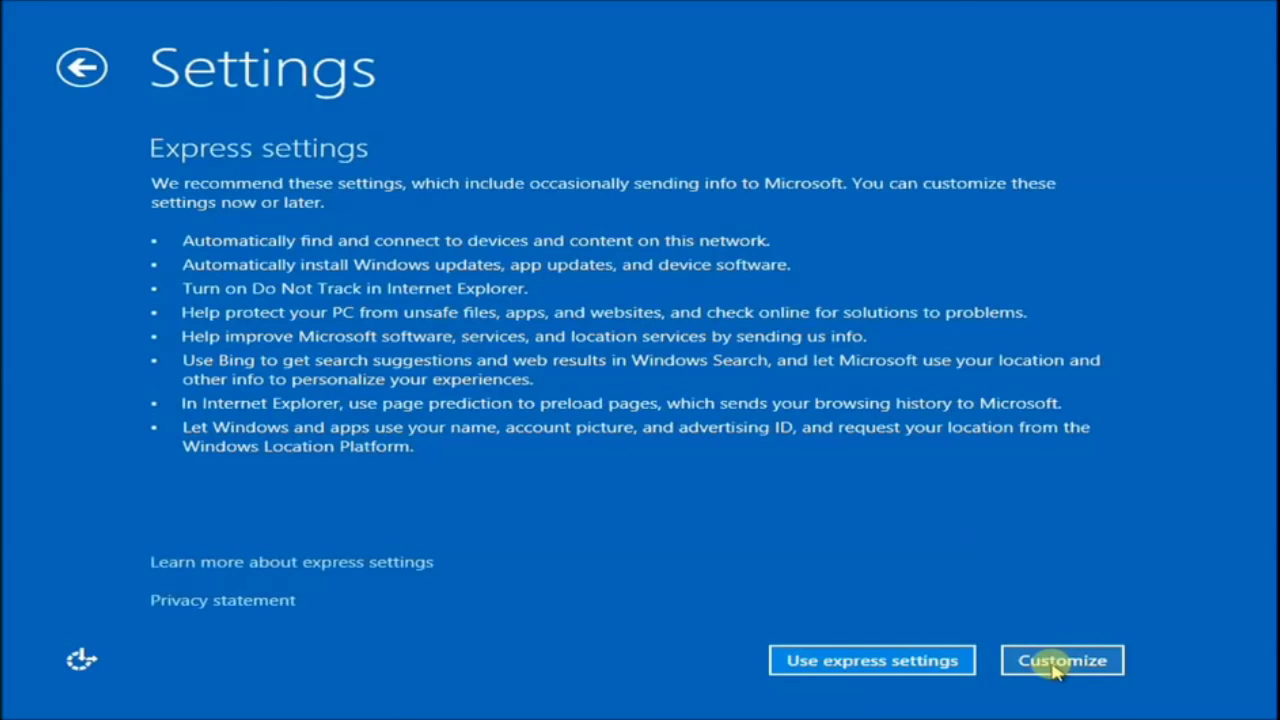 Settings
Express settings
We recommend these settings, which include occasionally sending info to Microsoft. You can customize these
settings now or later.
• Automatically find and connect to devices and content on this network.
• Automatically install Windows updates, app updates, and device software.
• Turn on Do Not Track in Internet Explorer.
• Help protect your PC from unsafe files, apps, and websites, and check online for solutions to problems.
• Help improve Microsoft software, services, and location services by sending us info.
• Use Bing to get search suggestions and web results in Windows Search, and let Microsoft use your location and
other info to personalize your experiences.
• In Internet Explorer, use page prediction to preload pages, which sends your browsing history to Microsoft.
• Let Windows and apps use your name, account picture, and advertising ID, and request your location from the
Windows Location Platform.
Learn more about express settings
Privacy statement
Use express settings
Customize